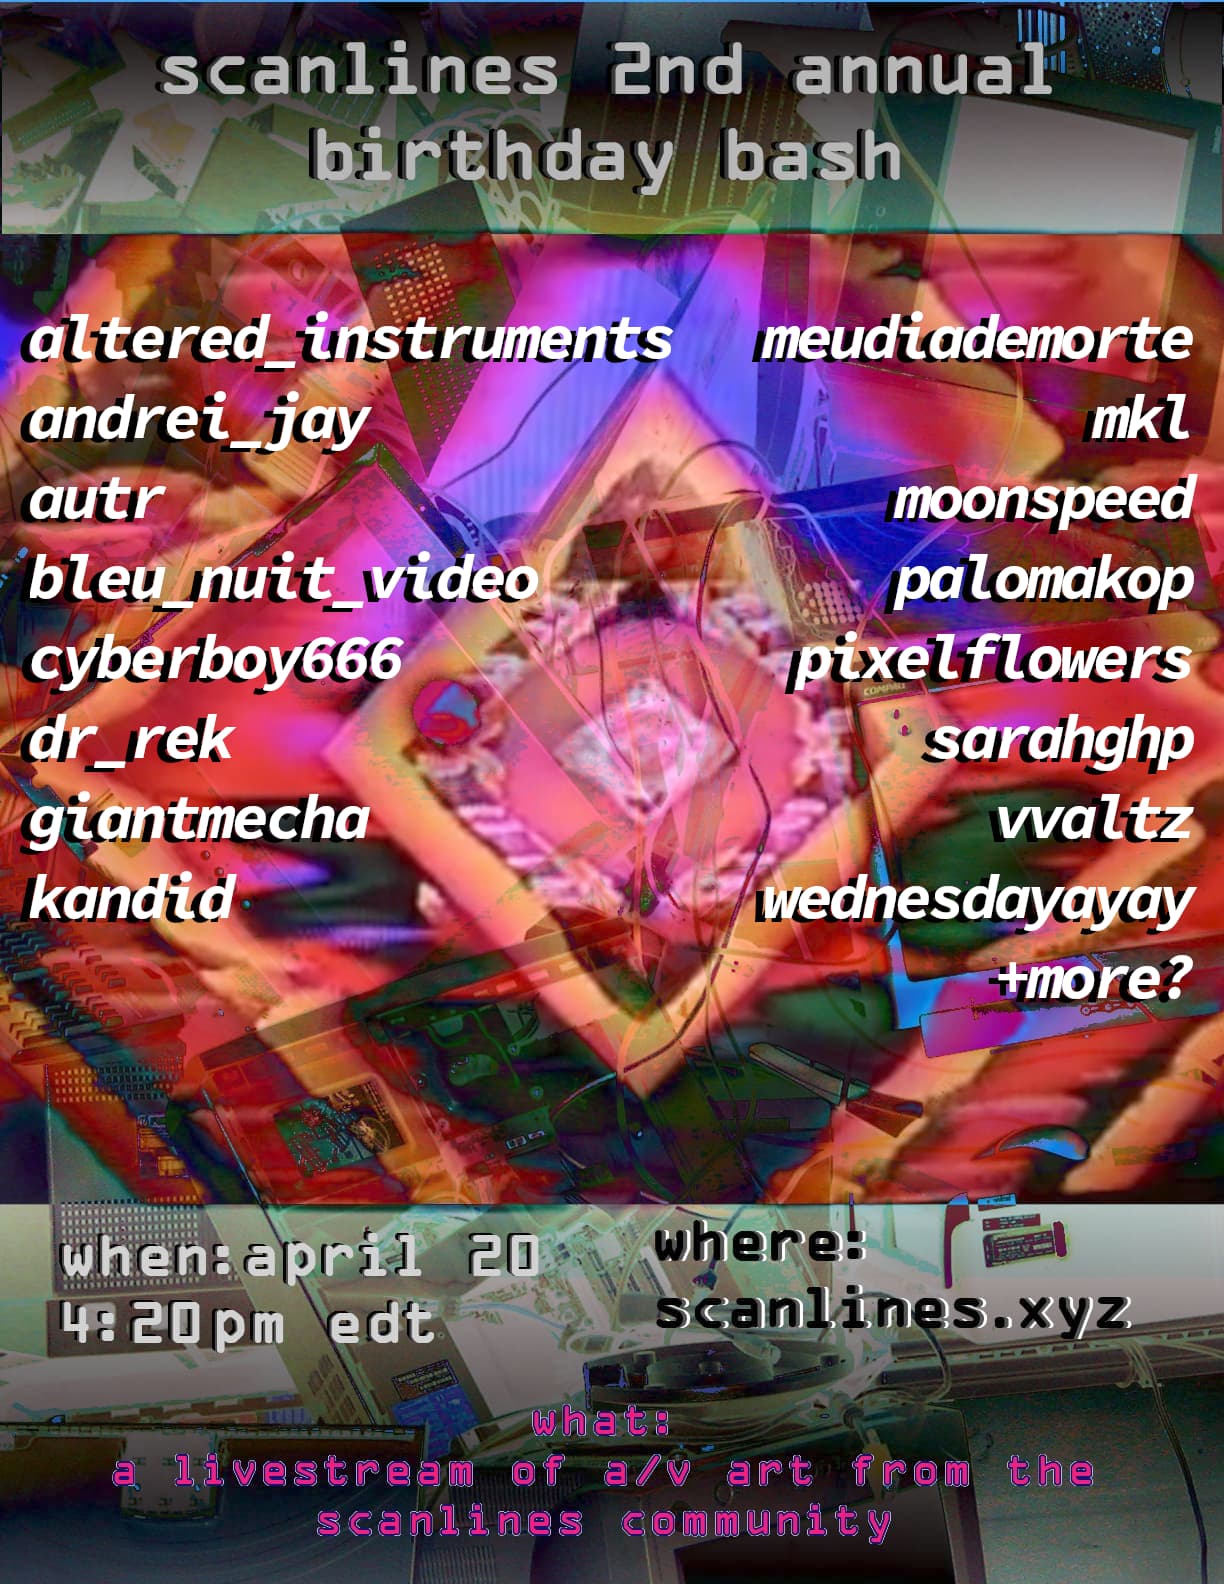 scanlines 2nd annual
birthday bash
altered_instruments
andrei_jay
autr
bleu_nuit_video
cyberboy666
dr_rek
giantmecha
kandid
meudiademorte
mkl
moonspeed
palomakop
pixelflowers
sarahghp
vvaltz
wednesdayayay
+more?
COMPAQ
when:april 20
4:20pm edt
where:
scanlines.xyz
what:
a livestream of a/v art from the
scanlines community